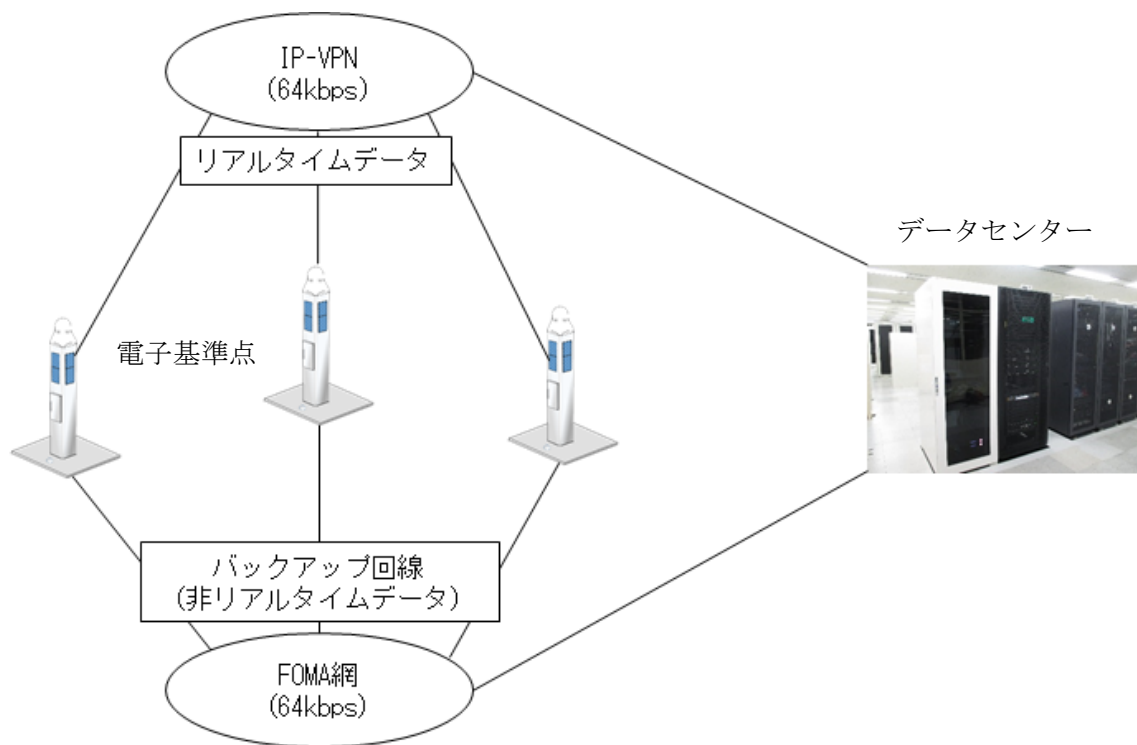 IP-VPN
(64kbps)
リアルタイムデータ
データセンター
電子基準点
バックアップ回線
(非リアルタイムデータ)
FOMA網
(64kbps)